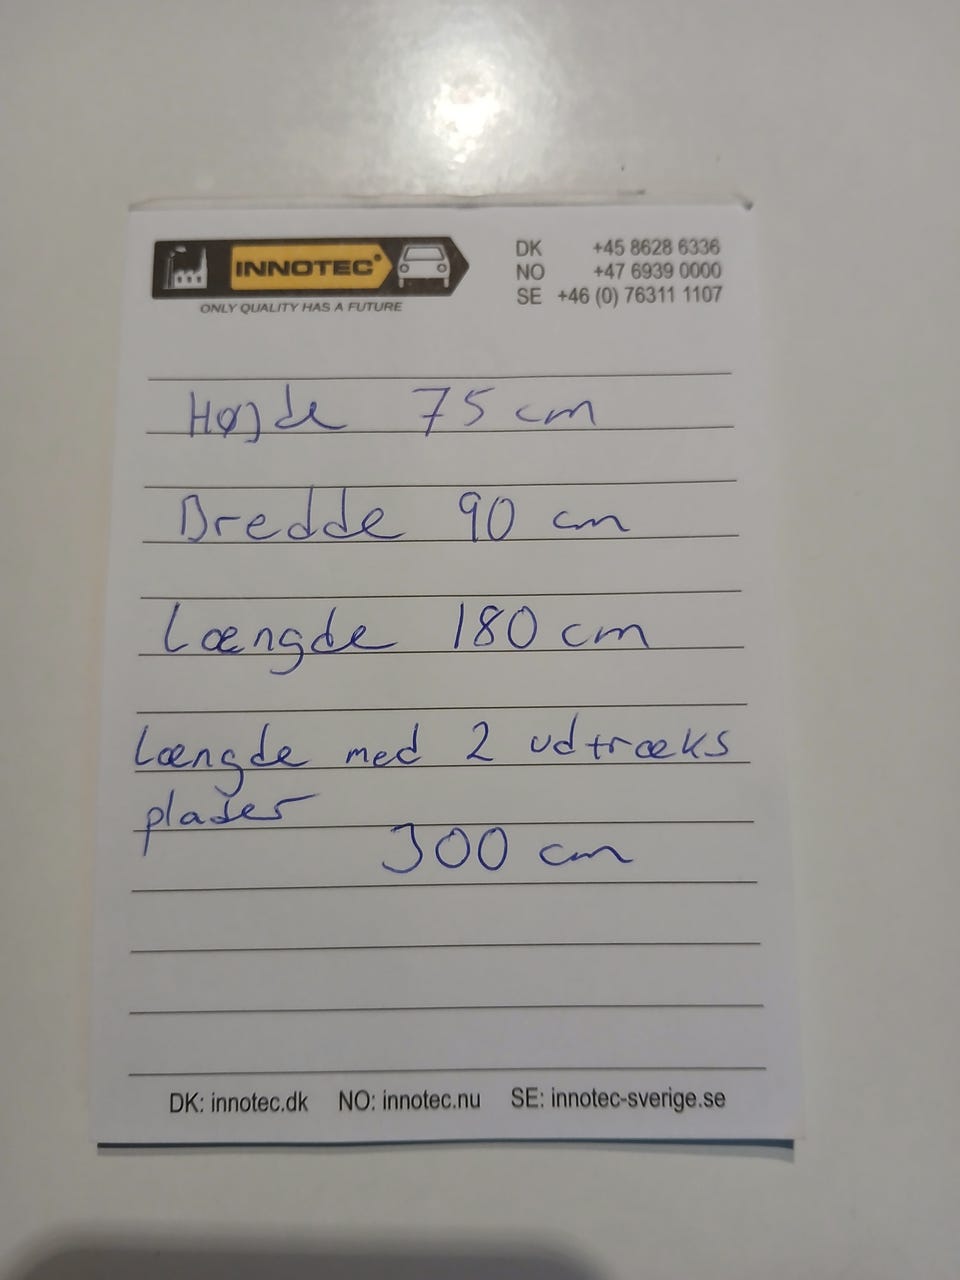 INNOTEC®
ONLY QUALITY HAS A FUTURE
DK +45 8628 6336
NO +47 6939 0000
SE +46 (0) 76311 1107
Højde 75 cm
Bredde 90 cm
Længde 180 cm
Længde med 2 udtræks
plader
300 cm
DK: innotec.dk NO: innotec.nu SE: innotec-sverige.se